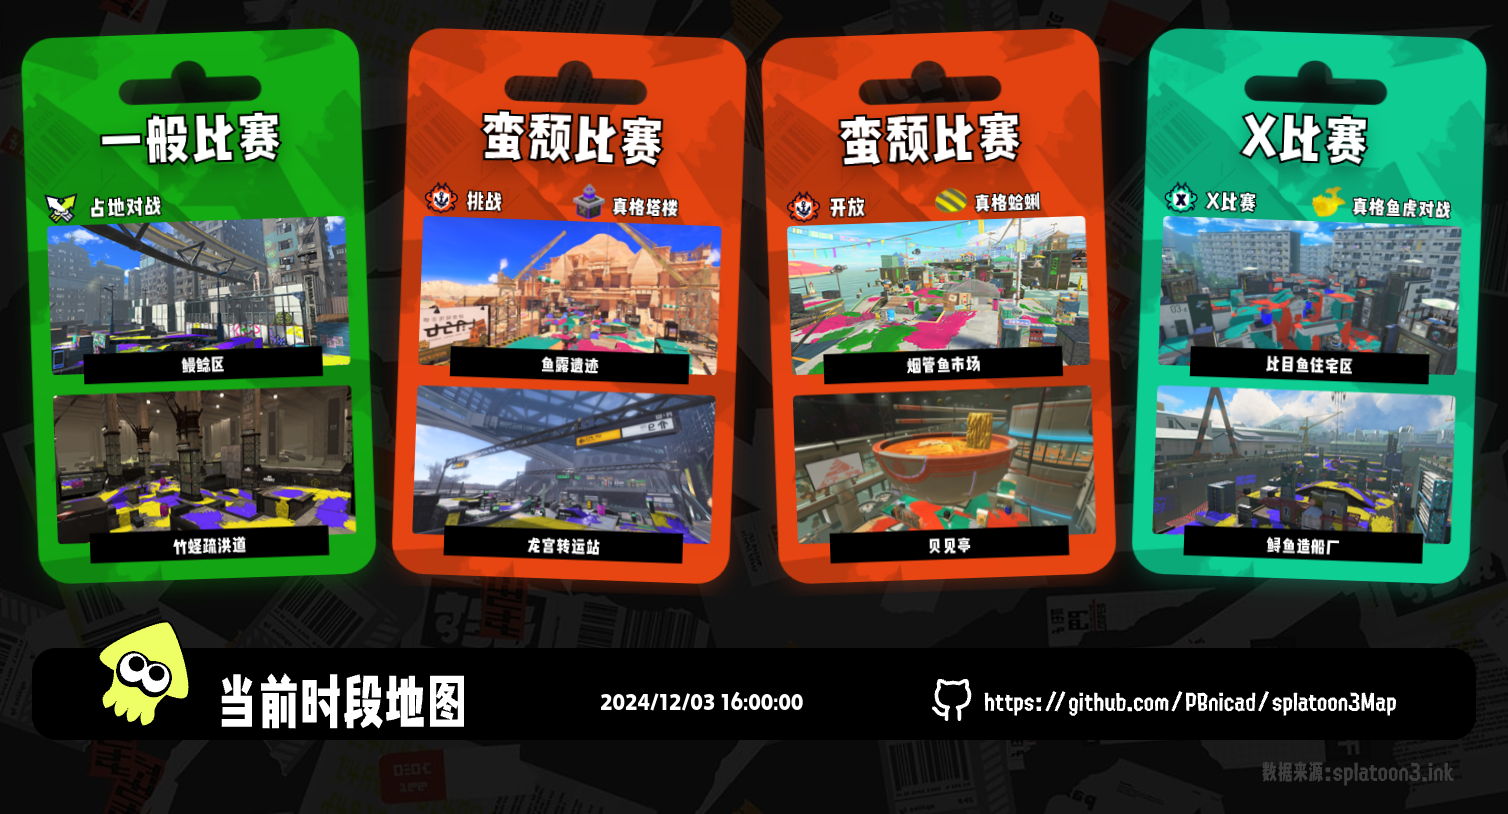 一般比赛
占地对战
鳗鲶区
竹蛏疏洪道
蛮颓比赛
挑战
真格塔楼
鱼露遗迹
龙宫转运站
蛮颓比赛
开放
真格蛤蜊
烟管鱼市场
贝见亭
X比赛
X比赛
真格鱼虎对战
比目鱼住宅区
鲟鱼造船厂
当前时段地图
2024/12/03 16:00:00
https://github.com/PBnicad/splatoon3Map
数据来源:splatoon3.ink